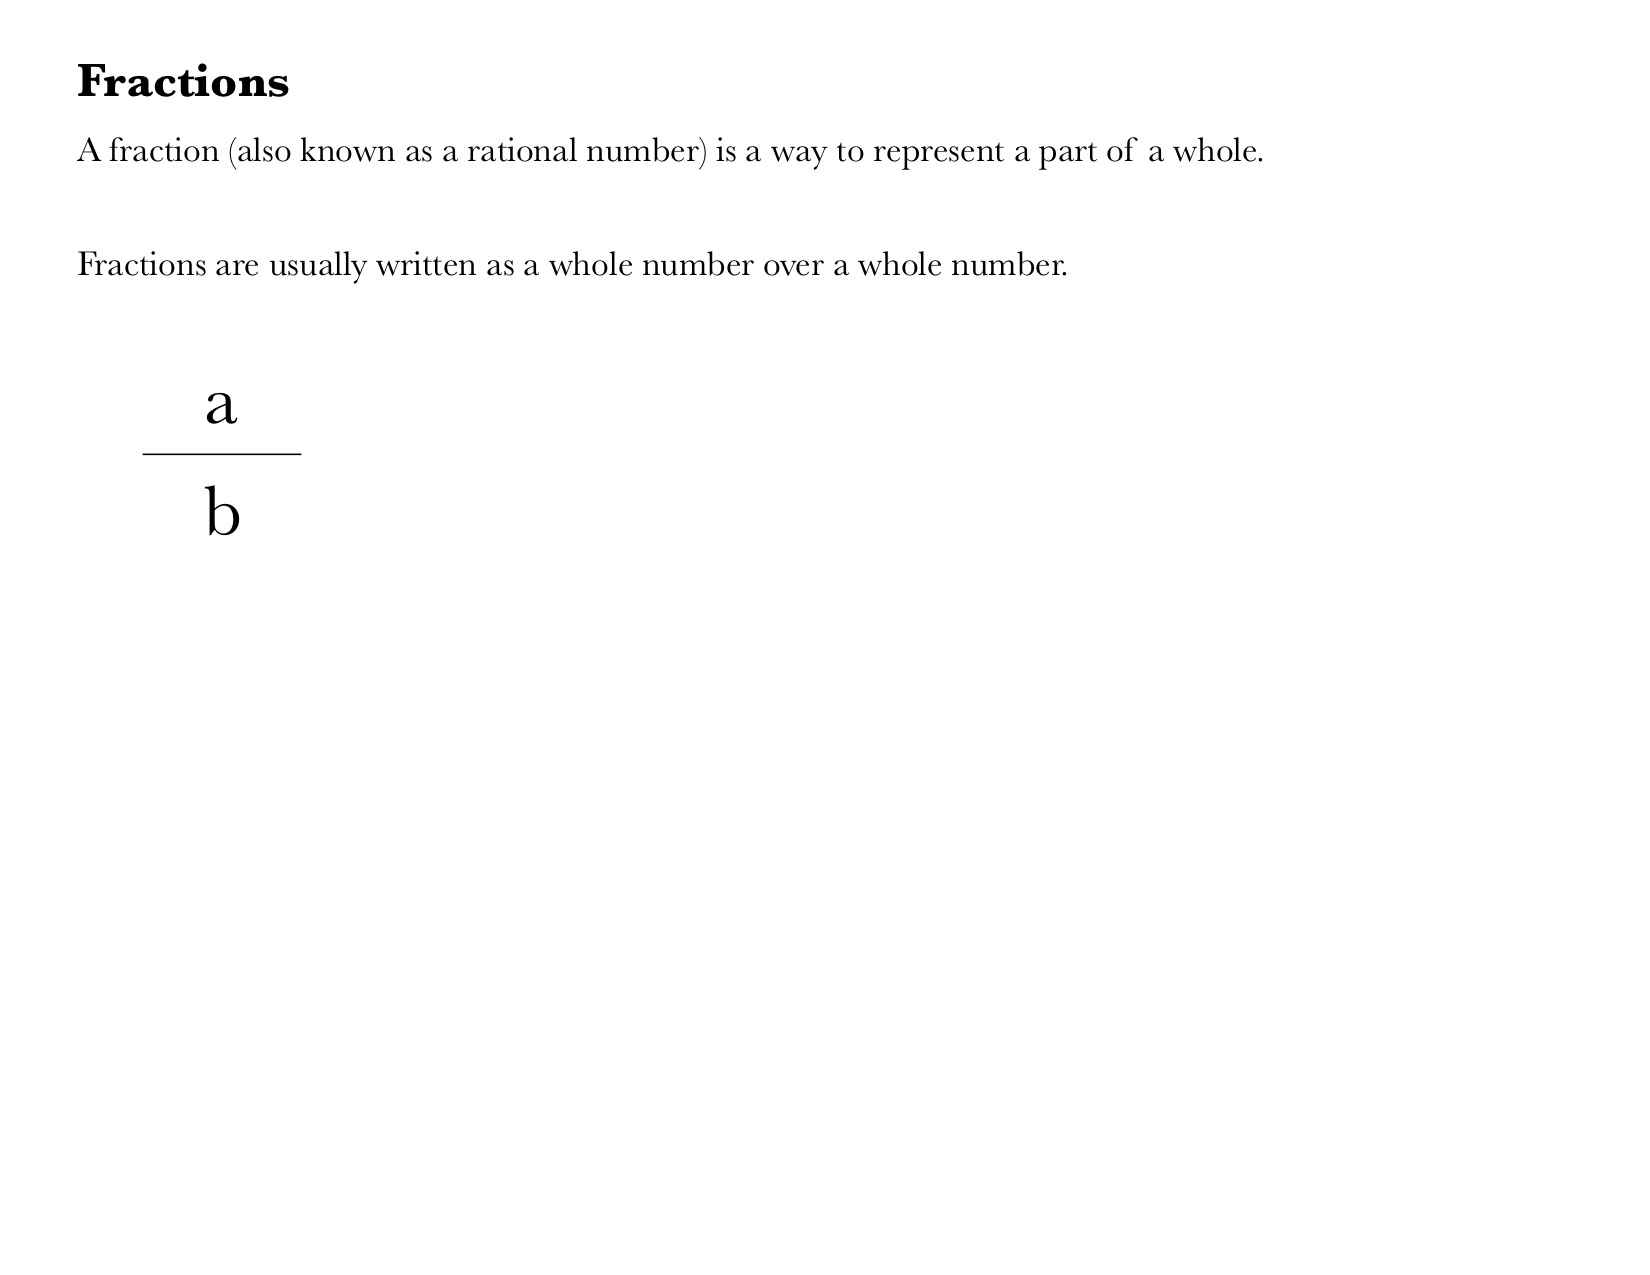 Fractions
A fraction (also known as a rational number) is a way to represent a part of a whole.
Fractions are usually written as a whole number over a whole number.
a
b